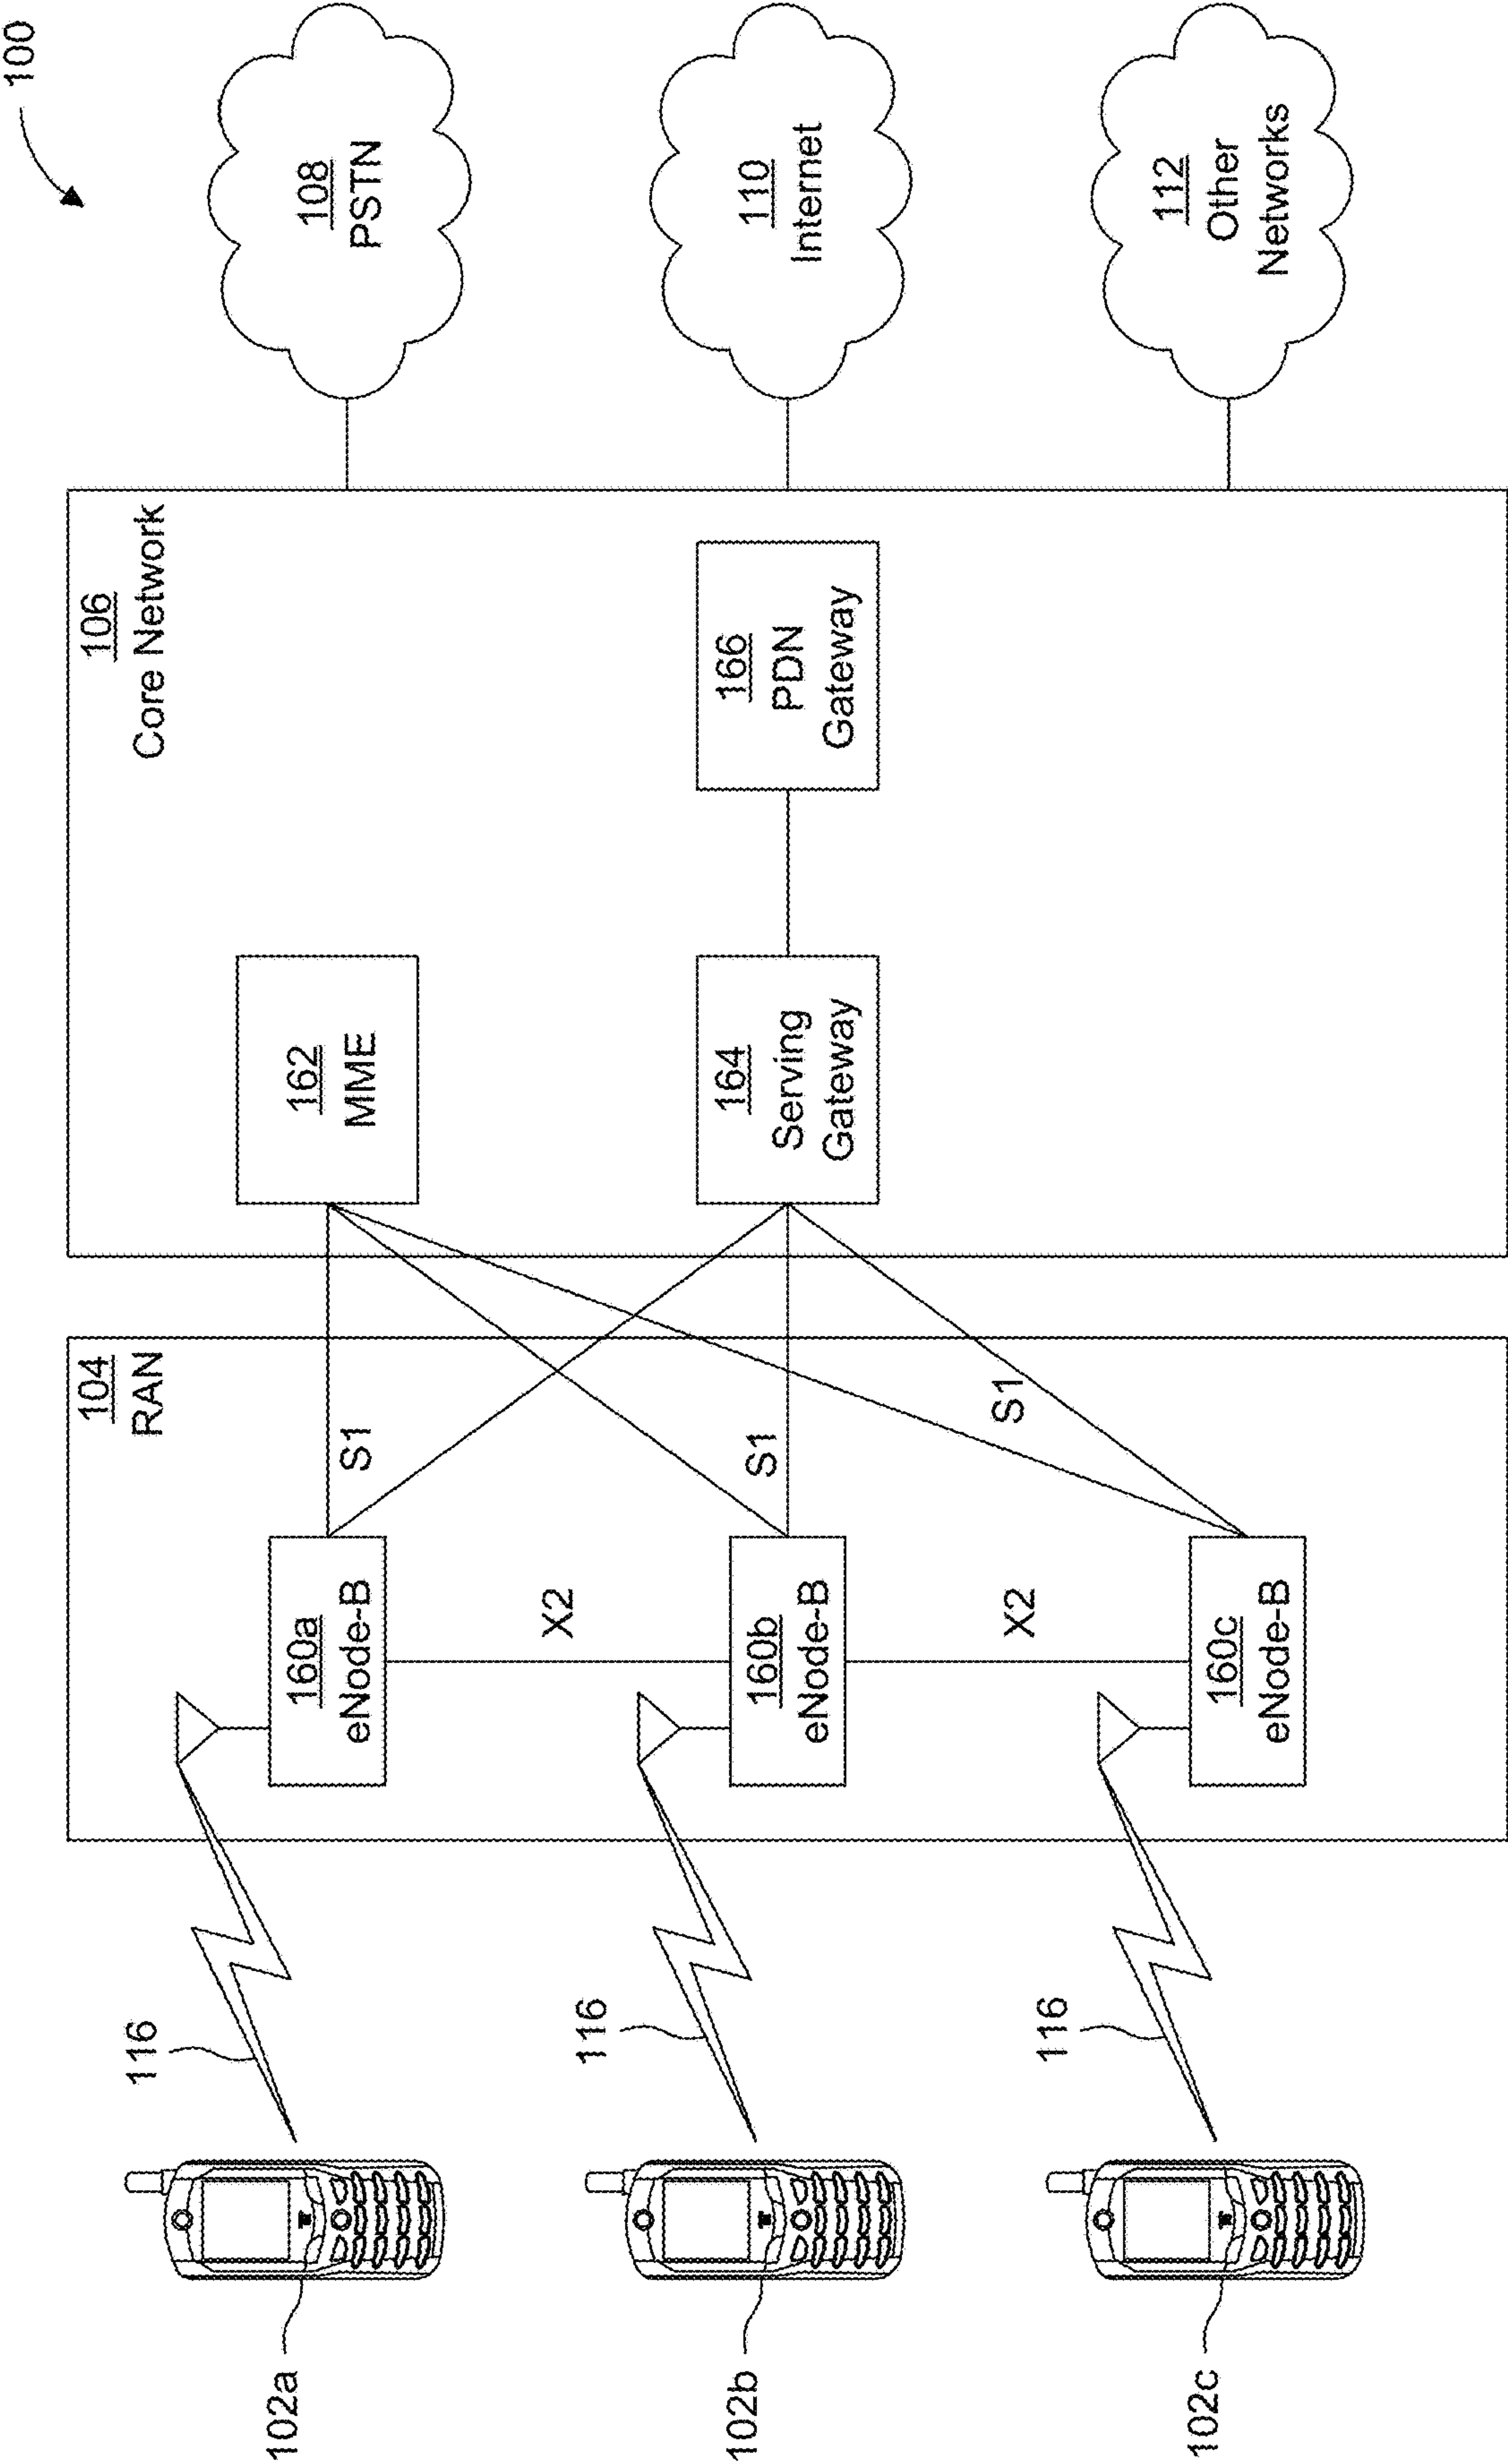 100
102a
102b
102c
116
116
116
104
RAN
160a
eNode-B
160b
eNode-B
160c
eNode-B
X2
X2
S1
S1
S1
106
Core Network
162
MME
164
Serving
Gateway
166
PDN
Gateway
108
PSTN
110
Internet
112
Other
Networks